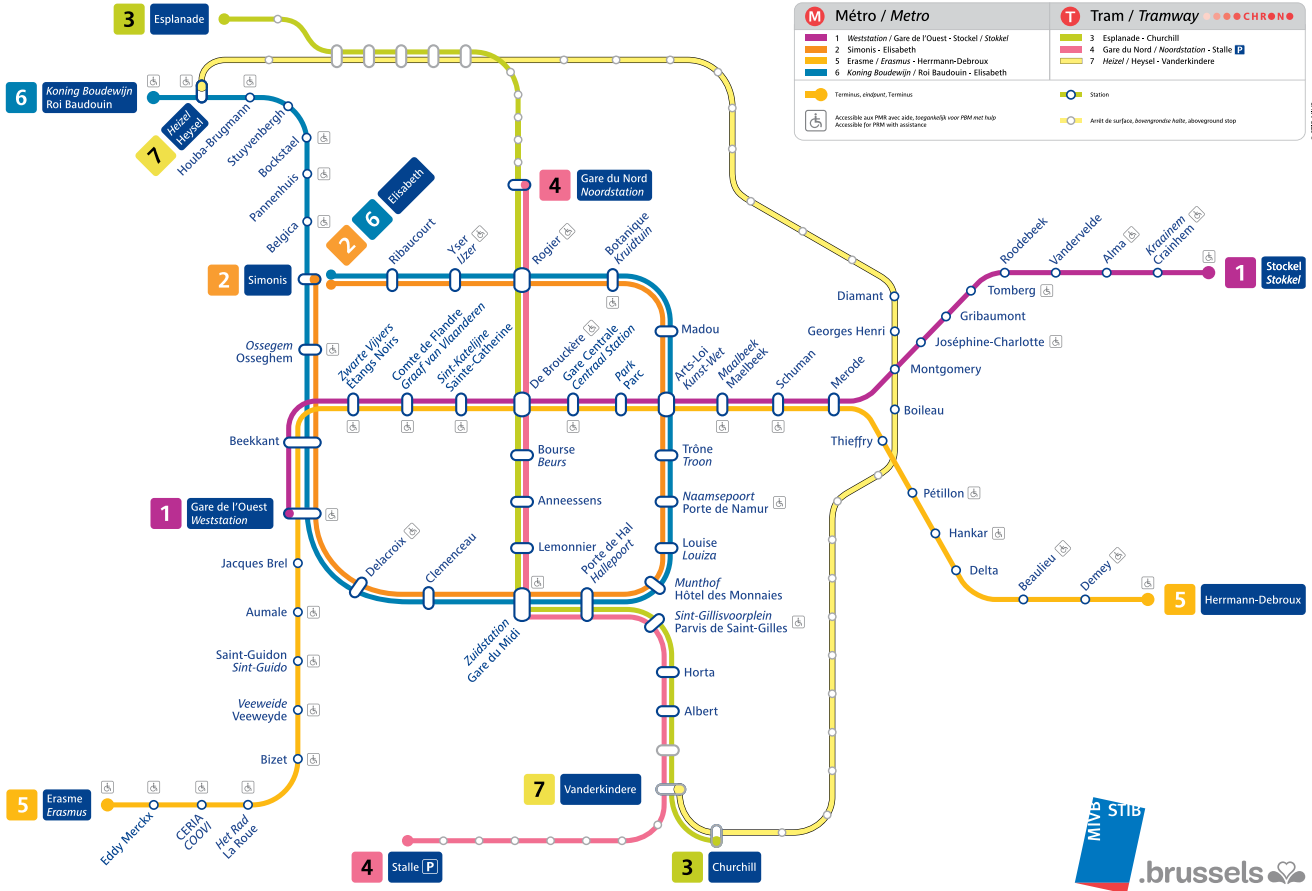 3
Esplanade
M
Métro / Metro
1 Weststation / Gare de l'Ouest - Stockel / Stokkel
2 Simonis - Elisabeth
5 Erasme / Erasmus - Herrmann-Debroux
6 Koning Boudewijn / Roi Baudouin - Elisabeth
Terminus, eindpunt, Terminus
Accessible aux PMR avec aide, toegankelijk voor PBM met hulp
Accessible for PRM with assistance
T
Tram / Tramway
CHRONO
3 Esplanade - Churchill
4 Gare du Nord / Noordstation - Stalle P
7 Heizel / Heysel - Vanderkindere
Station
Arrêt de surface, bovengrondse halte, aboveground stop
6
Koning Boudewijn
Roi Baudouin
7
Heizel
Heysel
Houba-Brugmann
Stuyvenbergh
Bockstael
Pannenhuis
Belgica
2
6
Elisabeth
4
Gare du Nord
Noordstation
2
Simonis
Ribaucourt
Yser
IJzer
Rogier
Botanique
Kruidtuin
Roodebeek
Vandervelde
Alma
Kraainem
Crainhem
1
Stockel
Stokkel
Diamant
Tomberg
Gribaumont
Georges Henri
Joséphine-Charlotte
Montgomery
Boileau
Thieffry
Madou
Ossegem
Osseghem
Zwarte Vijvers
Étangs Noirs
Comte de Flandre
Graaf van Vlaanderen
Sint-Katelijne
Sainte-Catherine
De Brouckère
Gare Centrale
Centraal Station
Park
Parc
Arts-Loi
Kunst-Wet
Maalbeek
Maelbeek
Schuman
Merode
Beekkant
Bourse
Beurs
Trône
Troon
1
Gare de l'Ouest
Weststation
Anneessens
Naamsepoort
Porte de Namur
Pétillon
Hankar
Delta
Beaulieu
Demey
5
Herrmann-Debroux
Jacques Brel
Delacroix
Clemenceau
Lemonnier
Porte de Hal
Hallepoort
Louise
Louiza
Munthof
Hôtel des Monnaies
Aumale
Zuidstation
Gare du Midi
Sint-Gillisvoorplein
Parvis de Saint-Gilles
Saint-Guidon
Sint-Guido
Horta
Veeweide
Veeweyde
Albert
Bizet
5
Erasme
Erasmus
Eddy Merckx
CERIA
COOVI
Het Rad
La Roue
7
Vanderkindere
4
Stalle P
3
Churchill
MIVB
STIB
.brussels